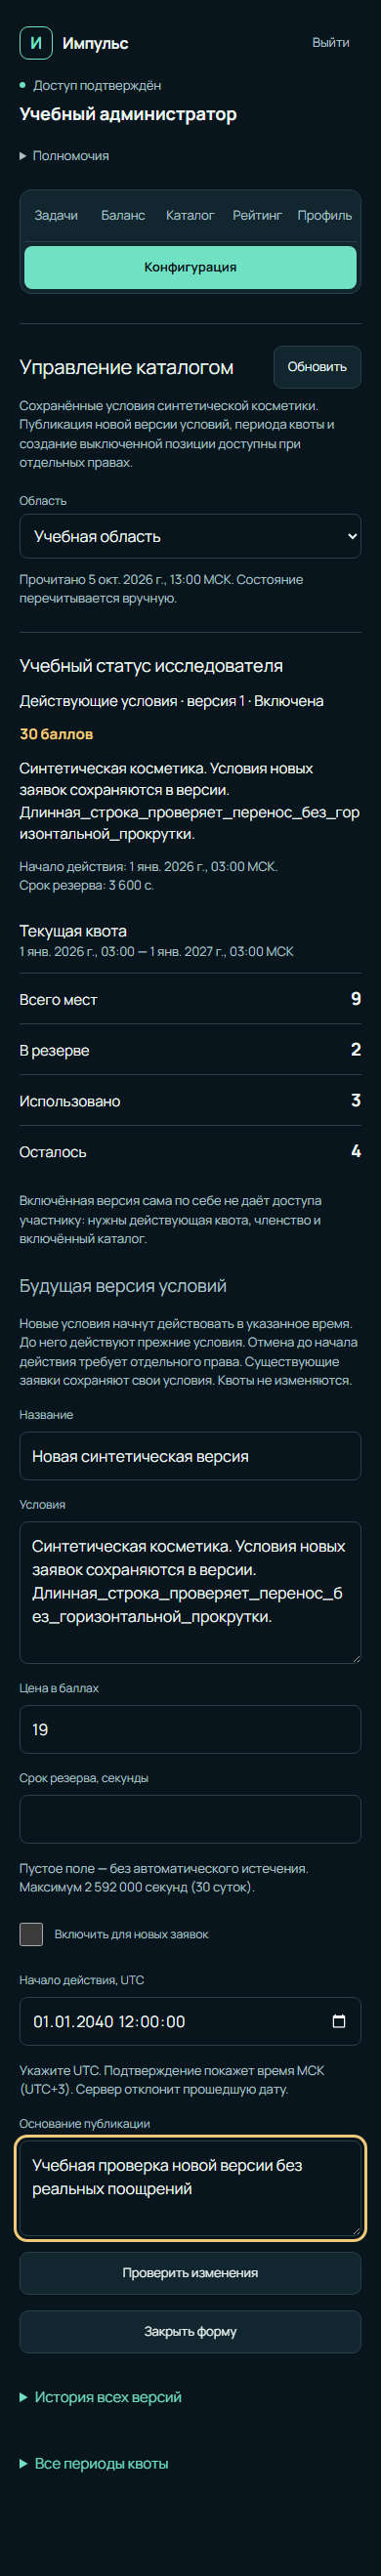 И Импульс Выйти
Доступ подтверждён
Учебный администратор
Полномочия
Задачи Баланс Каталог Рейтинг Профиль
Конфигурация
Управление каталогом Обновить
Сохранённые условия синтетической косметики.
Публикация новой версии условий, периода квоты и
создание выключенной позиции доступны при
отдельных правах.
Область
Учебная область
Прочитано 5 окт. 2026 г., 13:00 МСК. Состояние
перечитывается вручную.
Учебный статус исследователя
Действующие условия · версия 1 · Включена
30 баллов
Синтетическая косметика. Условия новых
заявок сохраняются в версии.
Длинная_строка_проверяет_перенос_без_гор
изонтальной_прокрутки.
Начало действия: 1 янв. 2026 г., 03:00 МСК.
Срок резерва: 3 600 с.
Текущая квота
1 янв. 2026 г., 03:00 — 1 янв. 2027 г., 03:00 МСК
Всего мест 9
В резерве 2
Использовано 3
Осталось 4
Включённая версия сама по себе не даёт доступа
участнику: нужны действующая квота, членство и
включённый каталог.
Будущая версия условий
Новые условия начнут действовать в указанное время.
До него действуют прежние условия. Отмена до начала
действия требует отдельного права. Существующие
заявки сохраняют свои условия. Квоты не изменяются.
Название
Новая синтетическая версия
Условия
Синтетическая косметика. Условия новых
заявок сохраняются в версии.
Длинная_строка_проверяет_перенос_б
ез_горизонтальной_прокрутки.
Цена в баллах
19
Срок резерва, секунды
Пустое поле — без автоматического истечения.
Максимум 2 592 000 секунд (30 суток).
Включить для новых заявок
Начало действия, UTC
01.01.2040 12:00:00
Укажите UTC. Подтверждение покажет время МСК
(UTC+3). Сервер отклонит прошедшую дату.
Основание публикации
Учебная проверка новой версии без
реальных поощрений
Проверить изменения
Закрыть форму
История всех версий
Все периоды квоты